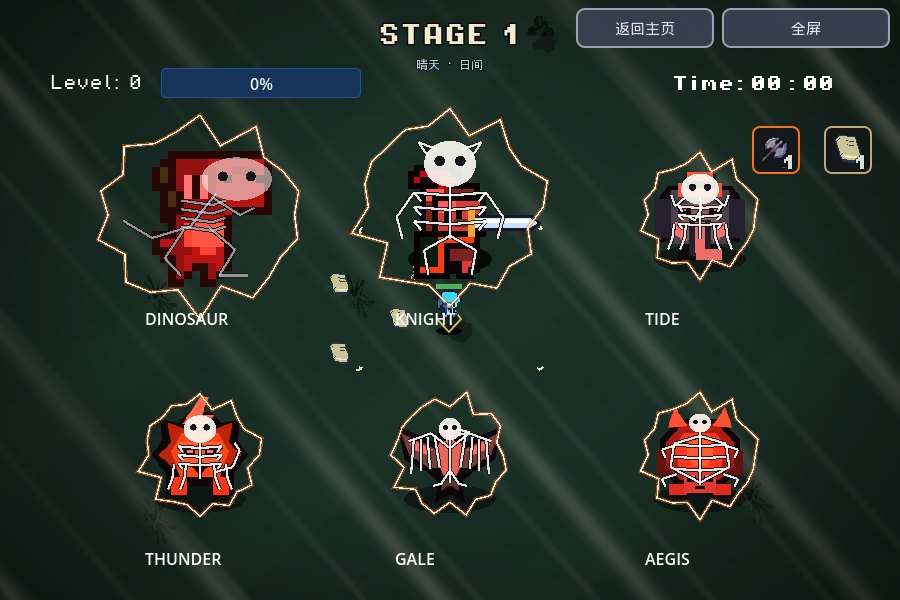 STAGE 1
返回主页
全屏
晴天 · 日间
Level: 0
0%
Time:00:00
1
1
DINOSAUR
KNIGHT
TIDE
THUNDER
GALE
AEGIS